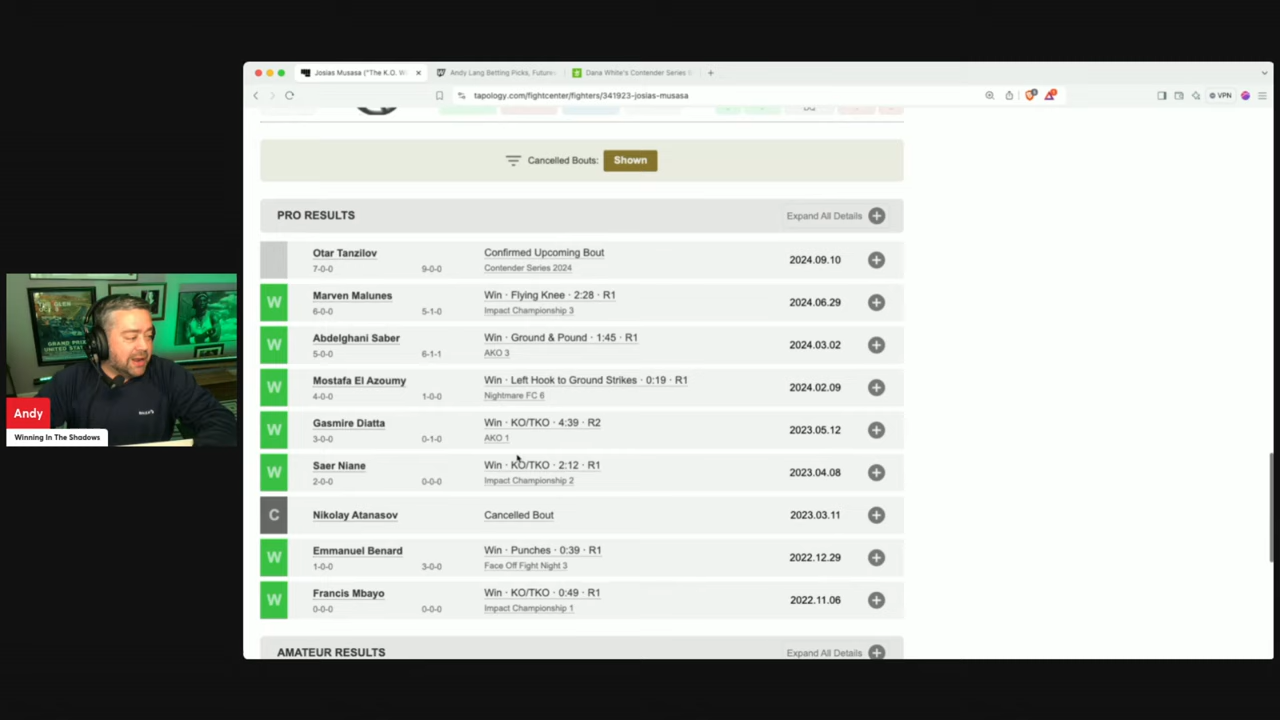 Josias Musasa ("The K.O. W
Andy Lang Betting Picks, Future
Dana White's Contender Series
tapology.com/fightcenter/fighters/341923-josias-musasa
VPN
Cancelled Bouts: Shown
PRO RESULTS
Expand All Details
Otar Tanzilov
Confirmed Upcoming Bout
7-0-0
9-0-0
Contender Series 2024
2024.09.10
W
Marven Malunes
Win · Flying Knee · 2:28 · R1
6-0-0
5-1-0
Impact Championship 3
2024.06.29
W
Abdelghani Saber
Win · Ground & Pound · 1:45 · R1
5-0-0
6-1-1
AKO 3
2024.03.02
W
Mostafa El Azoumy
Win · Left Hook to Ground Strikes · 0:19 · R1
4-0-0
1-0-0
Nightmare FC 6
2024.02.09
W
Gasmire Diatta
Win · KO/TKO · 4:39 · R2
3-0-0
0-1-0
AKO 1
2023.05.12
W
Saer Niane
Win · KO/TKO · 2:12 · R1
2-0-0
0-0-0
Impact Championship 2
2023.04.08
C
Nikolay Atanasov
Cancelled Bout
2023.03.11
W
Emmanuel Benard
Win · Punches · 0:39 · R1
1-0-0
3-0-0
Face Off Fight Night 3
2022.12.29
W
Francis Mbayo
Win · KO/TKO · 0:49 · R1
0-0-0
0-0-0
Impact Championship 1
2022.11.06
AMATEUR RESULTS
Expand All Details
GRAND PRIX
UNITED STATES
Andy
Winning In The Shadows